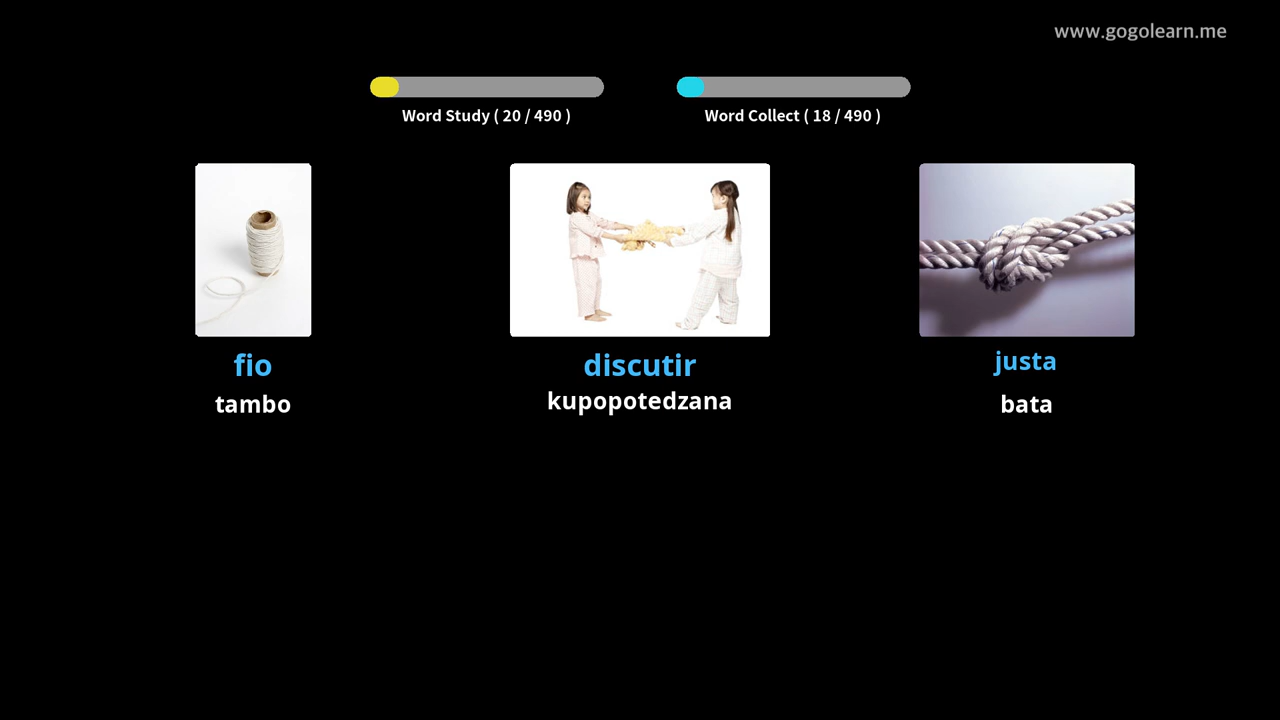 www.gogolearn.me
Word Study ( 20 / 490 )
Word Collect ( 18 / 490 )
fio
tambo
discutir
kupopotedzana
justa
bata